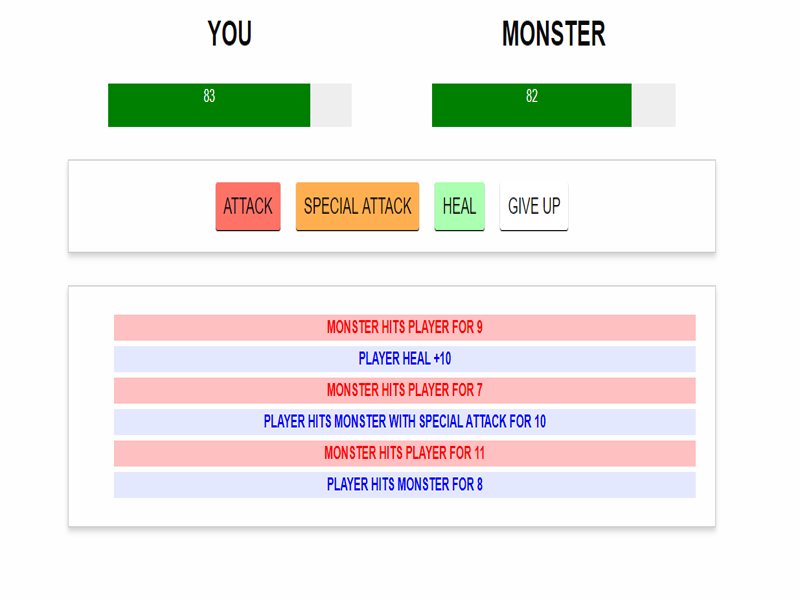 YOU
MONSTER
83
82
ATTACK
SPECIAL ATTACK
HEAL
GIVE UP
MONSTER HITS PLAYER FOR 9
PLAYER HEAL +10
MONSTER HITS PLAYER FOR 7
PLAYER HITS MONSTER WITH SPECIAL ATTACK FOR 10
MONSTER HITS PLAYER FOR 11
PLAYER HITS MONSTER FOR 8